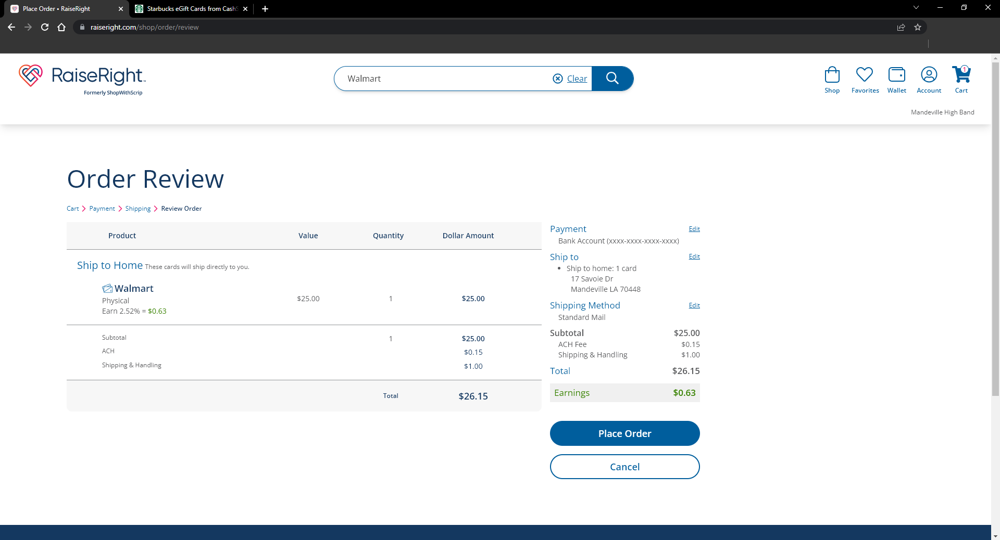 Place Order • RaiseRight
Starbucks eGift Cards from Cash
raiseright.com/shop/order/review
RaiseRight
Formerly ShopWithScrip
Walmart
Clear
Shop
Favorites
Wallet
Account
1
Cart
Mandeville High Band
Order Review
Cart
Payment
Shipping
Review Order
Product Value Quantity Dollar Amount
Ship to Home These cards will ship directly to you.
Walmart
Physical
Earn 2.52% = $0.63
$25.00 1 $25.00
Subtotal 1 $25.00
ACH $0.15
Shipping & Handling $1.00
Total $26.15
Payment Edit
Bank Account (xxxx-xxxx-xxxx-xxxx)
Ship to Edit
• Ship to home: 1 card
17 Savoie Dr
Mandeville LA 70448
Shipping Method Edit
Standard Mail
Subtotal $25.00
ACH Fee $0.15
Shipping & Handling $1.00
Total $26.15
Earnings $0.63
Place Order
Cancel